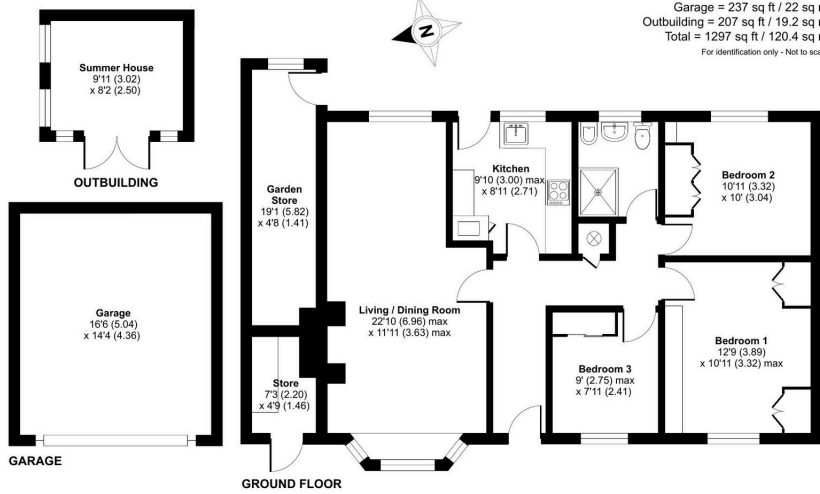 Garage = 237 sq ft / 22 sq m
Outbuilding = 207 sq ft / 19.2 sq m
Total = 1297 sq ft / 120.4 sq m
For identification only - Not to scale
N
Summer House
9'11 (3.02)
x 8'2 (2.50)
OUTBUILDING
Garden
Store
19'1 (5.82)
x 4'8 (1.41)
Kitchen
9'10 (3.00) max
x 8'11 (2.71)
Bedroom 2
10'11 (3.32)
x 10' (3.04)
Garage
16'6 (5.04)
x 14'4 (4.36)
Living / Dining Room
22'10 (6.96) max
x 11'11 (3.63) max
Bedroom 1
12'9 (3.89)
x 10'11 (3.32) max
Bedroom 3
9' (2.75) max
x 7'11 (2.41)
Store
7'3 (2.20)
x 4'9 (1.46)
GARAGE
GROUND FLOOR